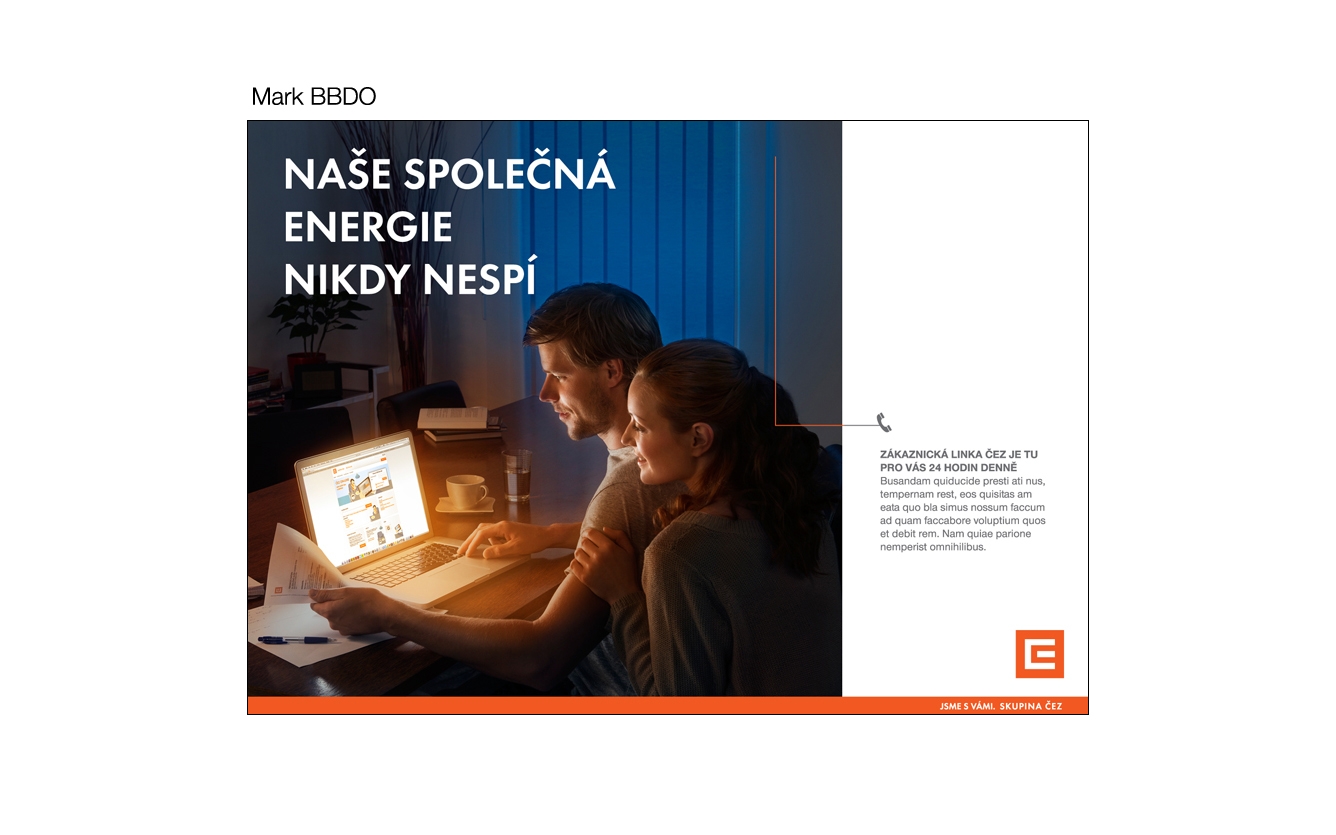 Mark BBDO
NAŠE SPOLEČNÁ
ENERGIE
NIKDY NESPÍ
ZÁKAZNICKÁ LINKA ČEZ JE TU
PRO VÁS 24 HODIN DENNĚ
Busandam quiducide presti ati nus,
tempernam rest, eos quisitas am
eata quo bla simus nossum faccum
ad quam faccabore voluptium quos
et debit rem. Nam quiae parione
nemperist omnihilibus.
JSME S VÁMI. SKUPINA ČEZ